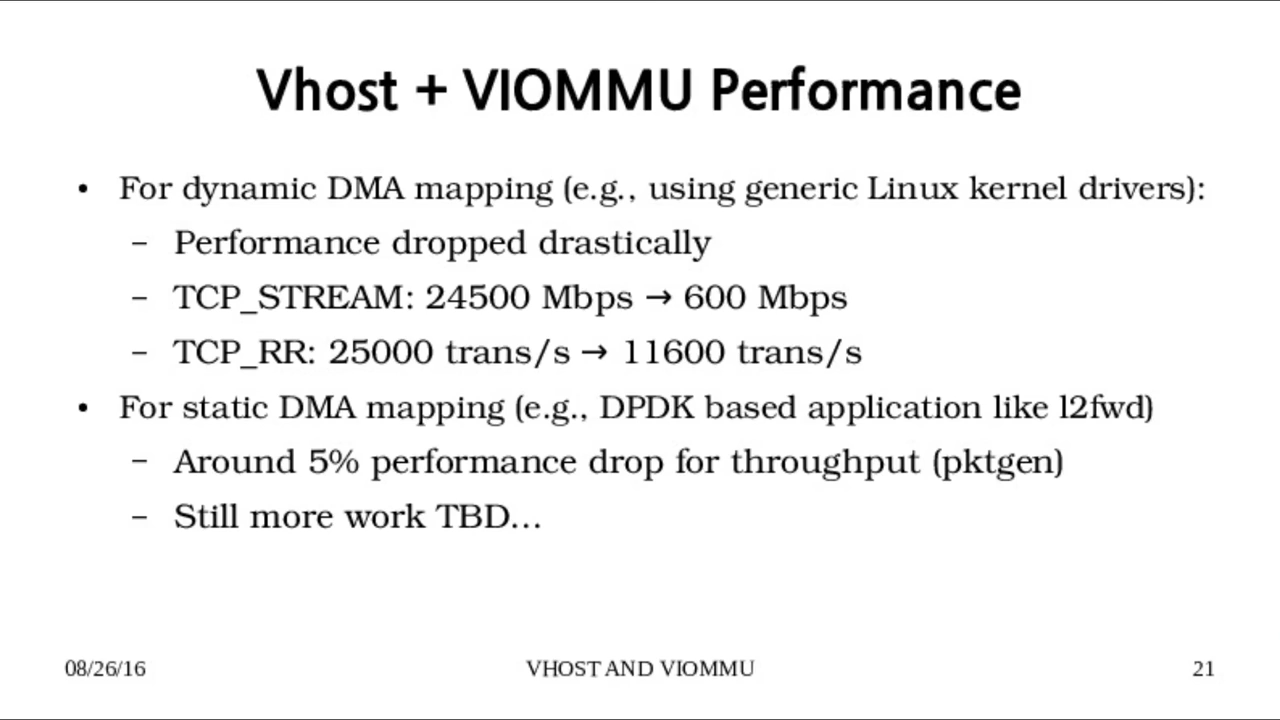 Vhost + VIOMMU Performance
• For dynamic DMA mapping (e.g., using generic Linux kernel drivers):
– Performance dropped drastically
– TCP_STREAM: 24500 Mbps → 600 Mbps
– TCP_RR: 25000 trans/s → 11600 trans/s
• For static DMA mapping (e.g., DPDK based application like l2fwd)
– Around 5% performance drop for throughput (pktgen)
– Still more work TBD...
08/26/16 VHOST AND VIOMMU 21